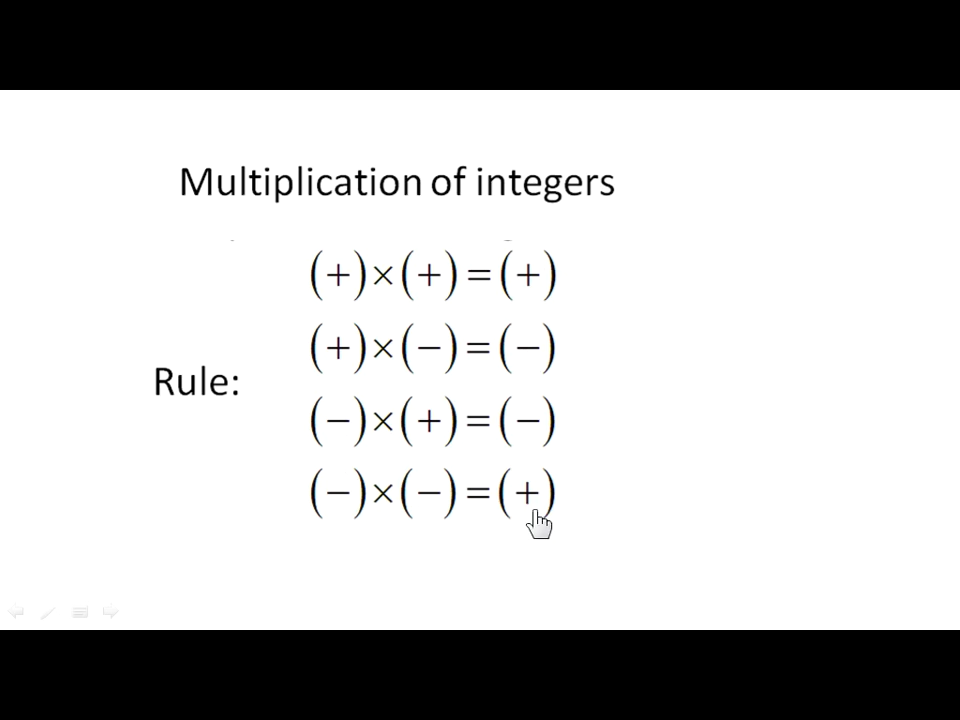 Multiplication of integers
(+)×(+)=(+)
(+)×(−)=(−)
Rule:
(−)×(+)=(−)
(−)×(−)=(+)